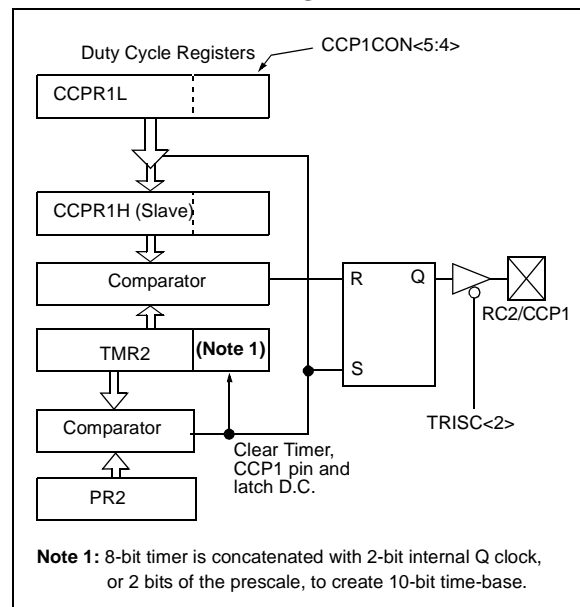 Duty Cycle Registers
CCP1CON<5:4>
CCPR1L
CCPR1H (Slave)
Comparator
R
Q
RC2/CCP1
TMR2
(Note 1)
S
TRISC<2>
Comparator
Clear Timer,
CCP1 pin and
latch D.C.
PR2
Note 1: 8-bit timer is concatenated with 2-bit internal Q clock,
or 2 bits of the prescale, to create 10-bit time-base.